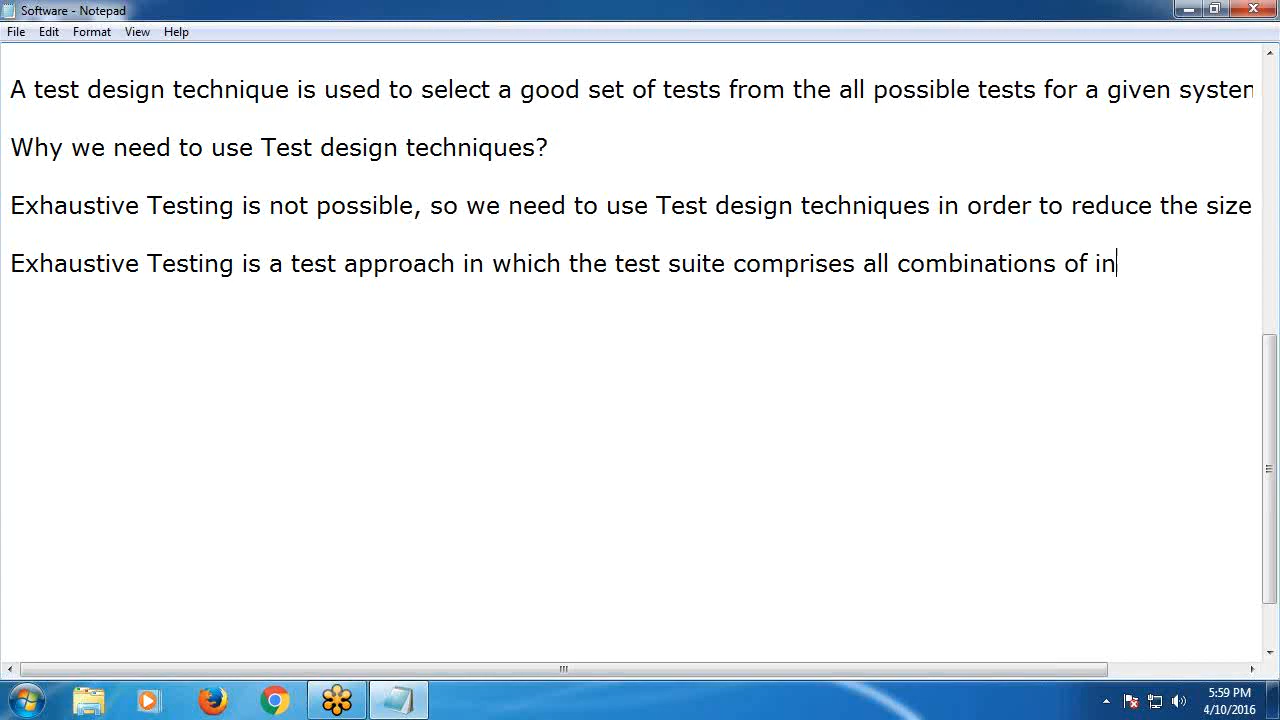 Software - Notepad
File Edit Format View Help
A test design technique is used to select a good set of tests from the all possible tests for a given
Why we need to use Test design techniques?
Exhaustive Testing is not possible, so we need to use Test design techniques in order to reduce the size
Exhaustive Testing is a test approach in which the test suite comprises all combinations of in
5:59 PM
4/10/2016